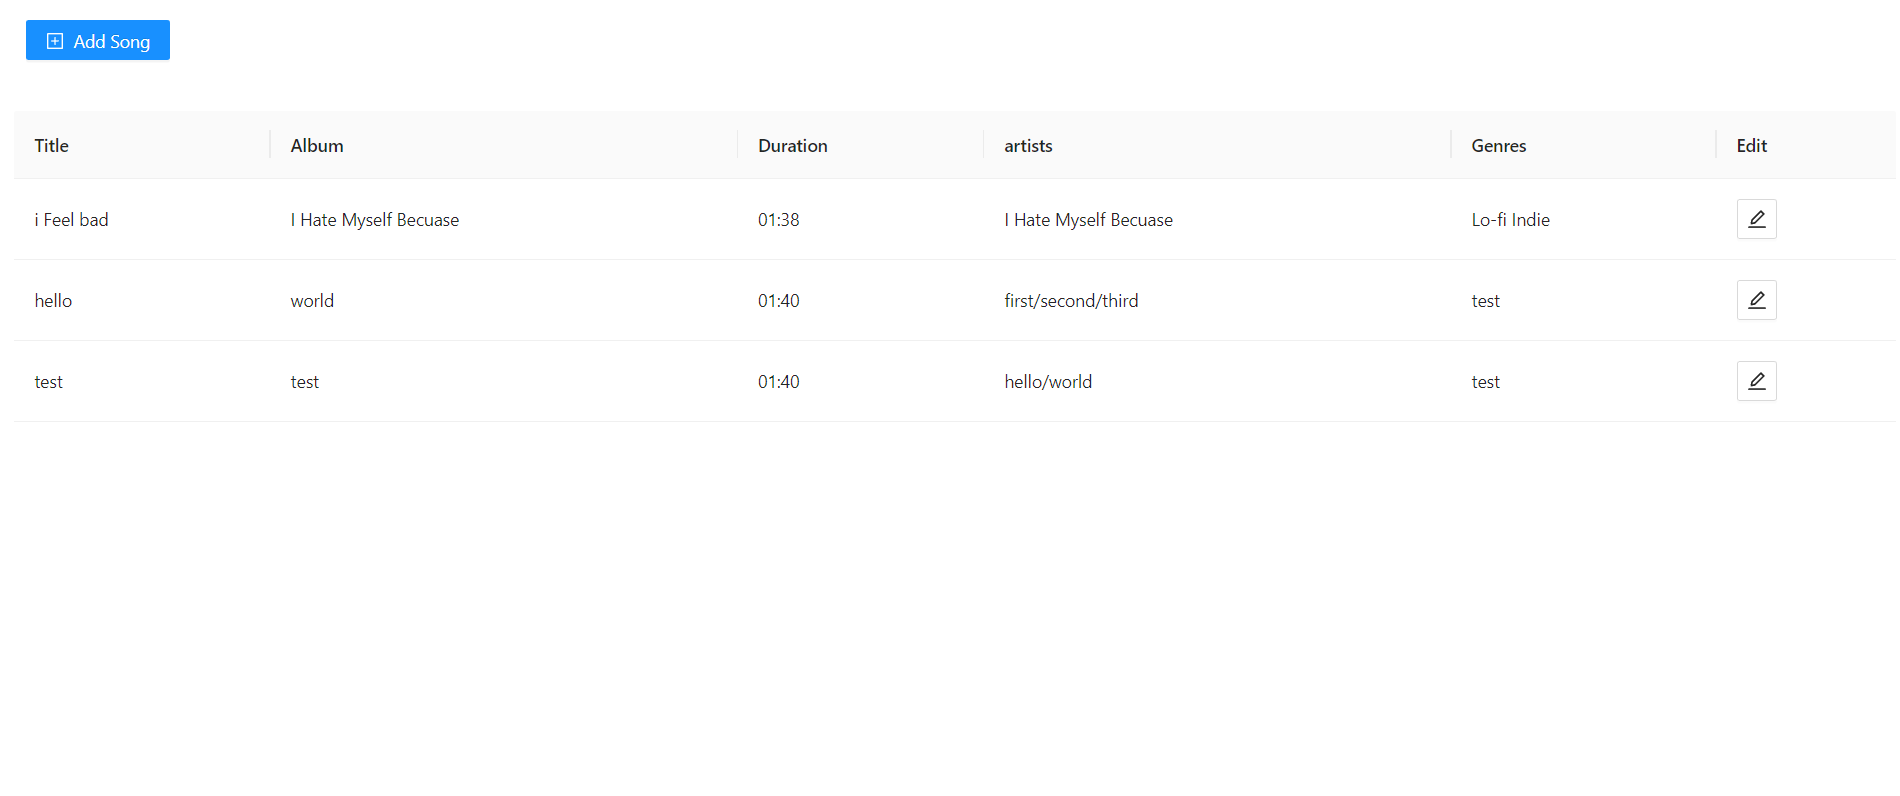 Add Song
Title Album Duration artists Genres Edit
i Feel bad I Hate Myself Becuase 01:38 I Hate Myself Becuase Lo-fi Indie
hello world 01:40 first/second/third test
test test 01:40 hello/world test